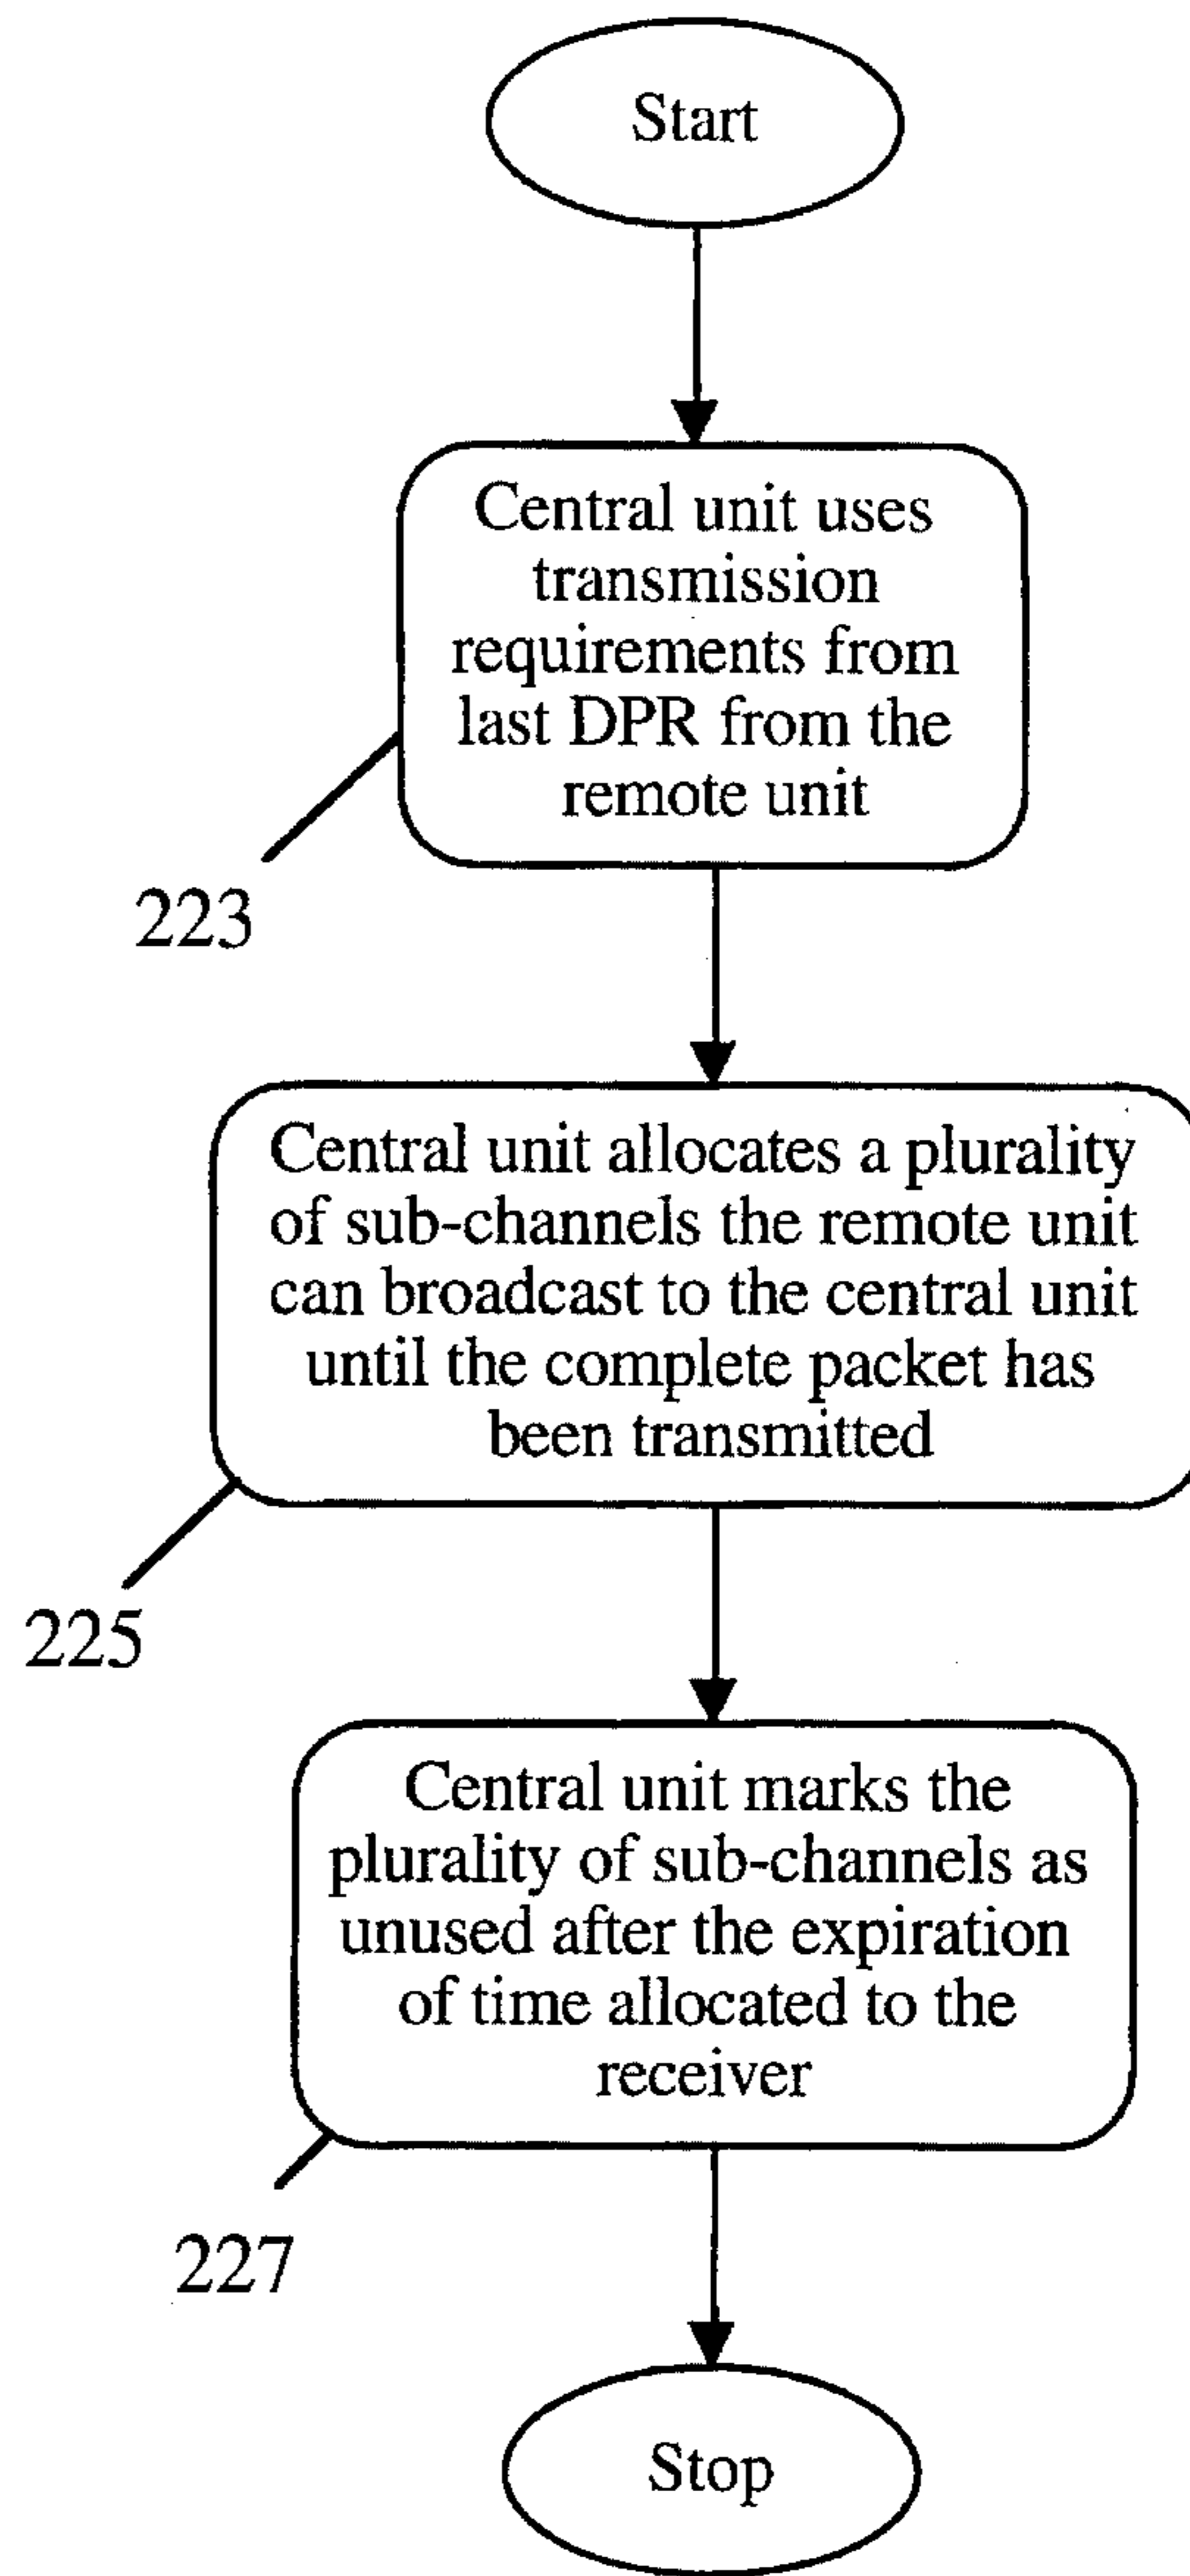 Start
Central unit uses
transmission
requirements from
last DPR from the
remote unit
223
Central unit allocates a plurality
of sub-channels the remote unit
can broadcast to the central unit
until the complete packet has
been transmitted
225
Central unit marks the
plurality of sub-channels as
unused after the expiration
of time allocated to the
receiver
227
Stop